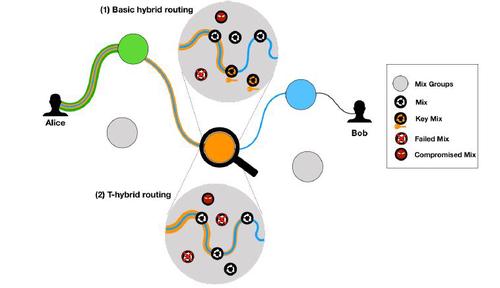 (1) Basic hybrid routing
Alice
Bob
(2) T-hybrid routing
Mix Groups
Mix
Key Mix
Failed Mix
Compromised Mix